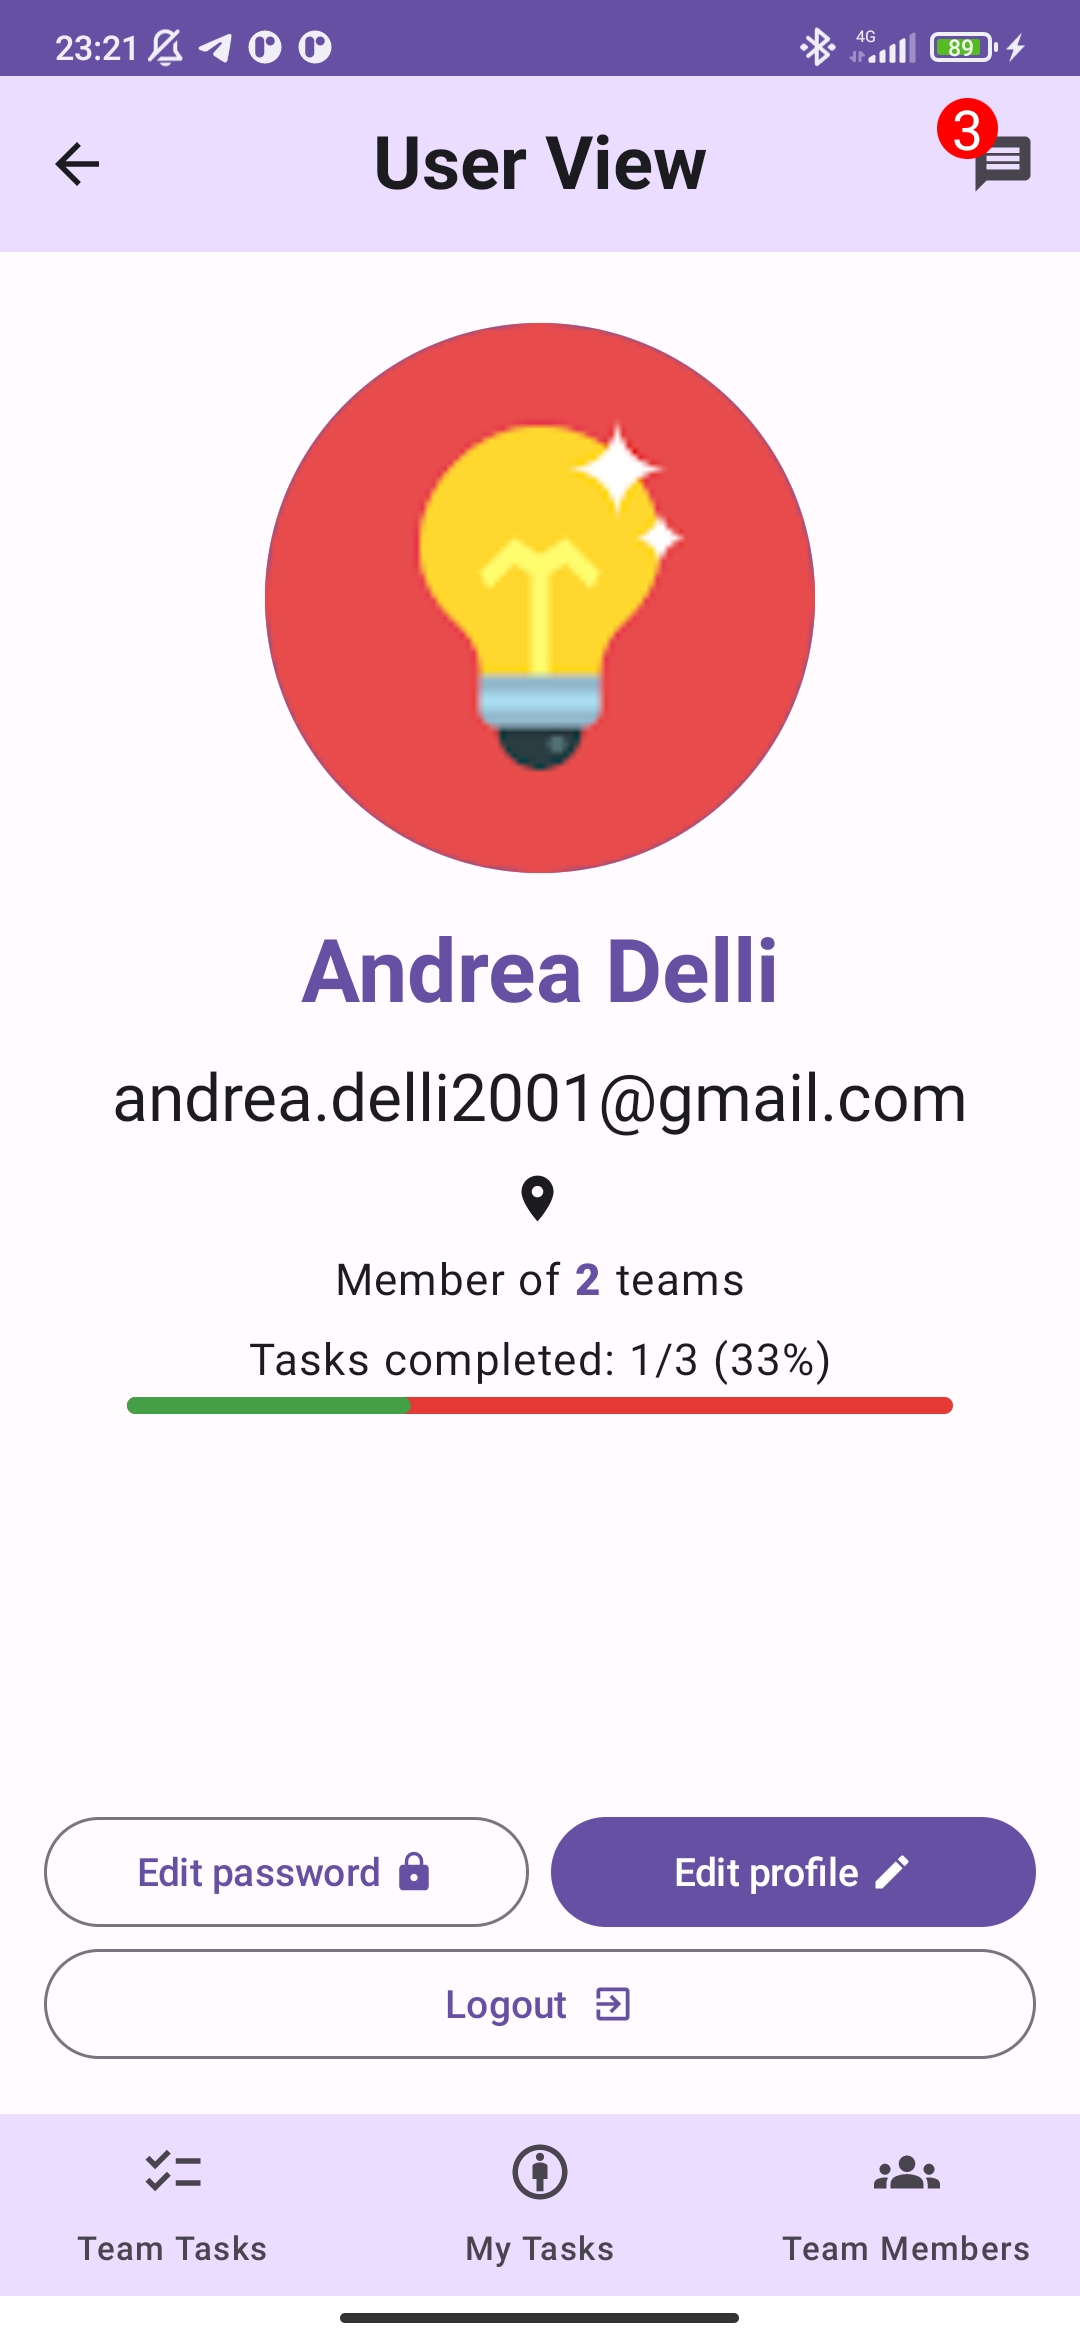 23:21 4G 89
User View 3
Andrea Delli
andrea.delli2001@gmail.com
Member of 2 teams
Tasks completed: 1/3 (33%)
Edit password Edit profile
Logout
Team Tasks My Tasks Team Members